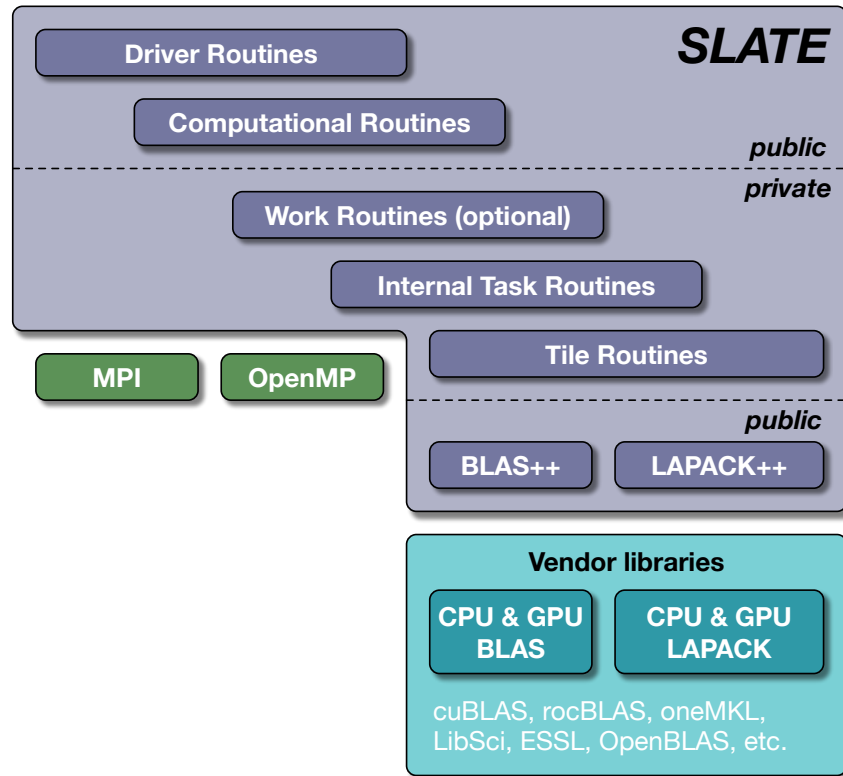 SLATE
Driver Routines
Computational Routines
public
private
Work Routines (optional)
Internal Task Routines
Tile Routines
MPI
OpenMP
public
BLAS++
LAPACK++
Vendor libraries
CPU & GPU
BLAS
CPU & GPU
LAPACK
cuBLAS, rocBLAS, oneMKL,
LibSci, ESSL, OpenBLAS, etc.